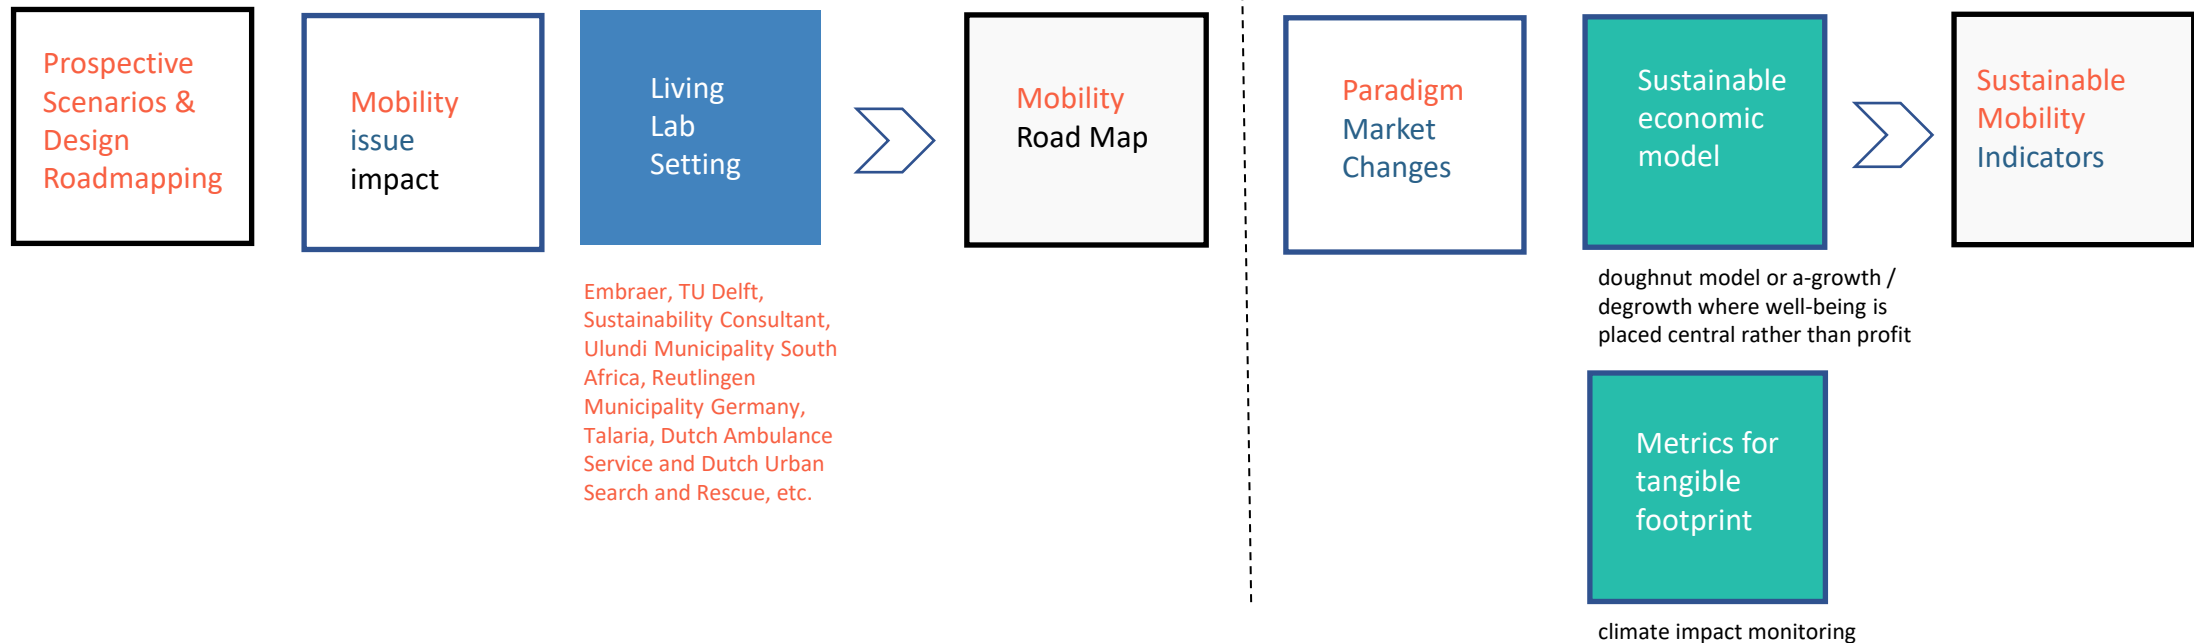 Prospective
Scenarios &
Design
Roadmapping
Mobility
issue
impact
Living
Lab
Setting
Embraer, TU Delft,
Sustainability Consultant,
Ulundi Municipality South
Africa, Reutlingen
Municipality Germany,
Talaria, Dutch Ambulance
Service and Dutch Urban
Search and Rescue, etc.
Mobility
Road Map
Paradigm
Market
Changes
Sustainable
economic
model
doughnut model or a-growth /
degrowth where well-being is
placed central rather than profit
Metrics for
tangible
footprint
climate impact monitoring
Sustainable
Mobility
Indicators